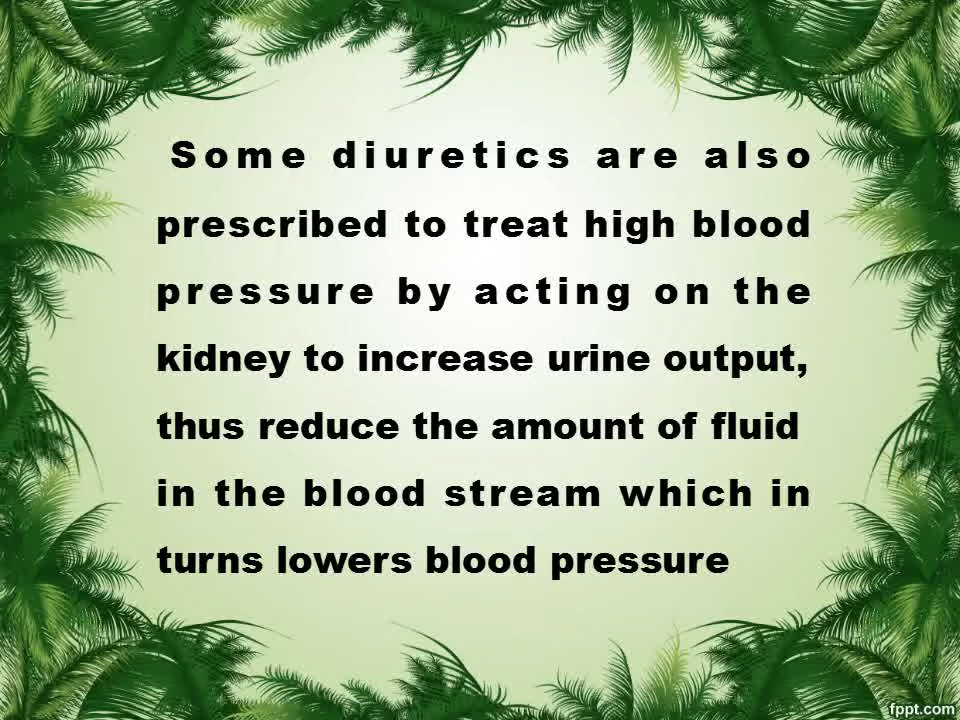 Some diuretics are also
prescribed to treat high blood
pressure by acting on the
kidney to increase urine output,
thus reduce the amount of fluid
in the blood stream which in
turns lowers blood pressure
fppt.com